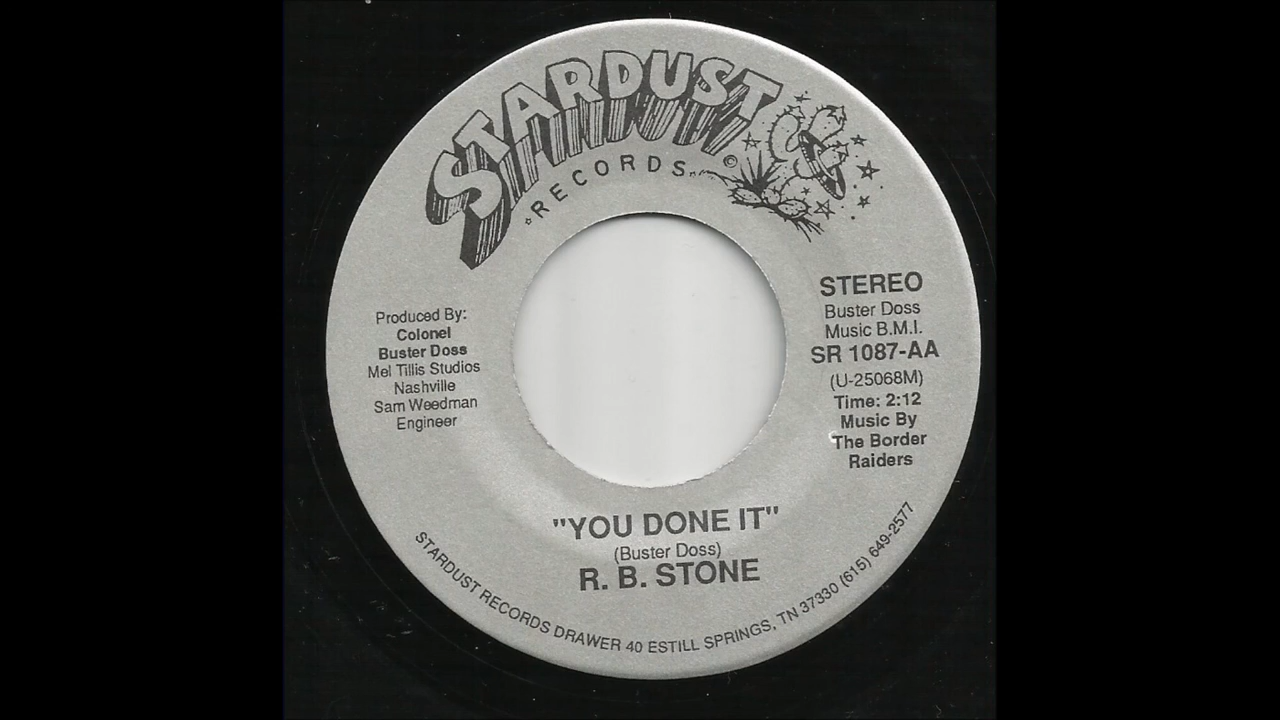 STARDUST
RECORDS
©
Produced By:
Colonel
Buster Doss
Mel Tillis Studios
Nashville
Sam Weedman
Engineer
STEREO
Buster Doss
Music B.M.I.
SR 1087-AA
(U-25068M)
Time: 2:12
Music By
The Border
Raiders
"YOU DONE IT"
(Buster Doss)
R. B. STONE
STARDUST RECORDS DRAWER 40 ESTILL SPRINGS, TN 37330 (615) 649-2577